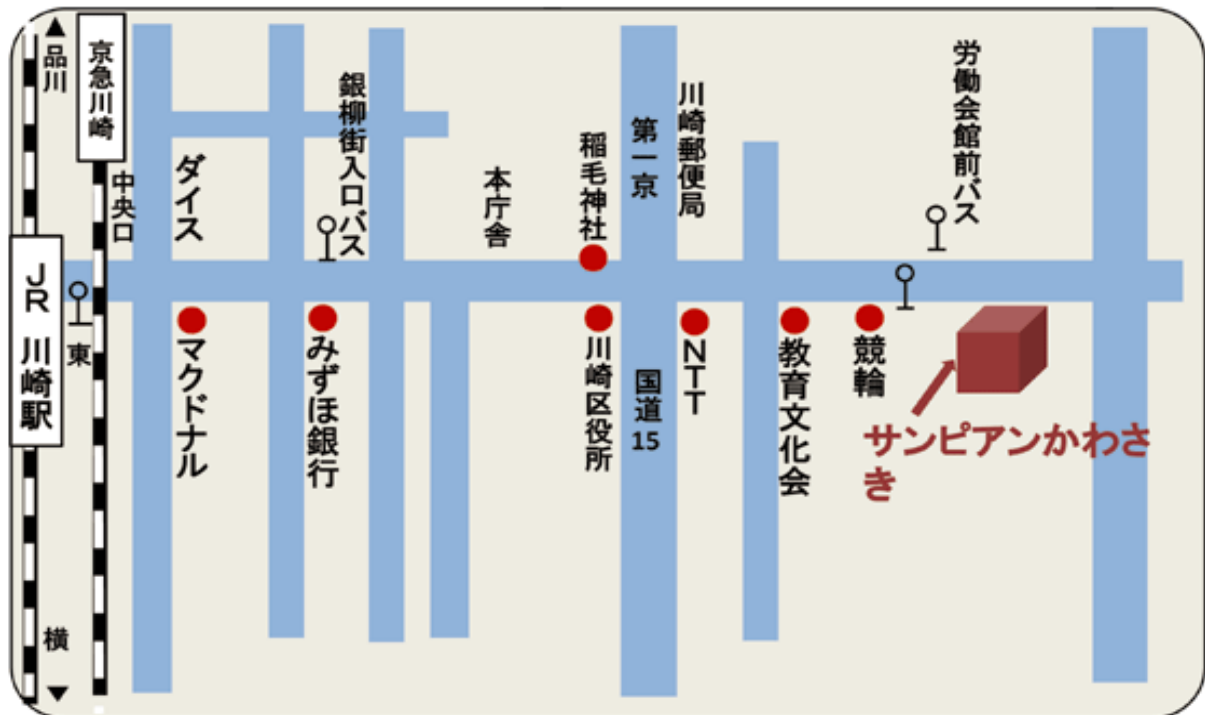 ▲品川
京急川崎
JR 川崎駅
中央口
東
横▼
ダイス
マクドナル
銀柳街入口バス
みずほ銀行
本庁舎
稲毛神社
川崎区役所
第一京
国道15
川崎郵便局
NTT
教育文化会
競輪
労働会館前バス
サンピアンかわさ
き